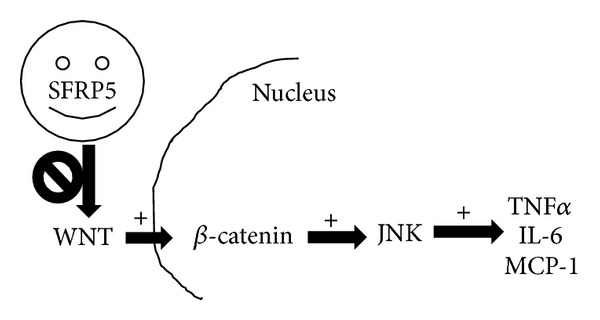 SFRP5
Nucleus
WNT
+
β-catenin
+
JNK
+
TNFα
IL-6
MCP-1